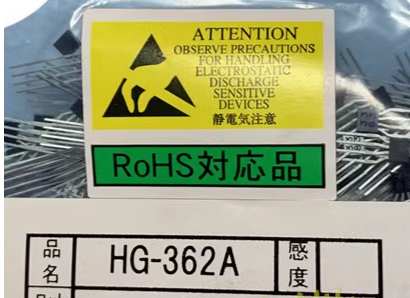 ATTENTION
OBSERVE PRECAUTIONS
FOR HANDLING
ELECTROSTATIC
DISCHARGE
SENSITIVE
DEVICES
静電気注意
RoHS対応品
品名 HG-362A 感度